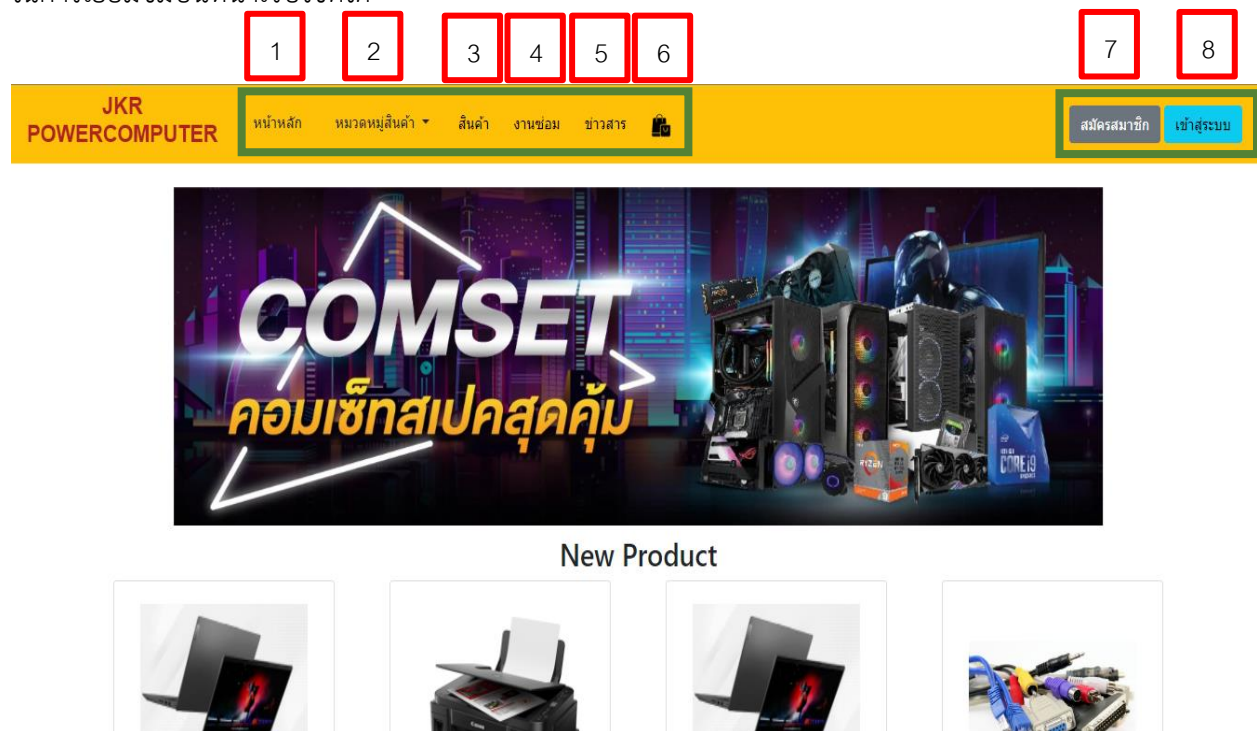 1 2 3 4 5 6 7 8
JKR
POWERCOMPUTER
หน้าหลัก หมวดหมู่สินค้า สินค้า งานซ่อม ข่าวสาร
สมัครสมาชิก เข้าสู่ระบบ
COMSET
คอมเซ็ทสเปคสุดคุ้ม
RYZEN
CORE i9
New Product
Canon